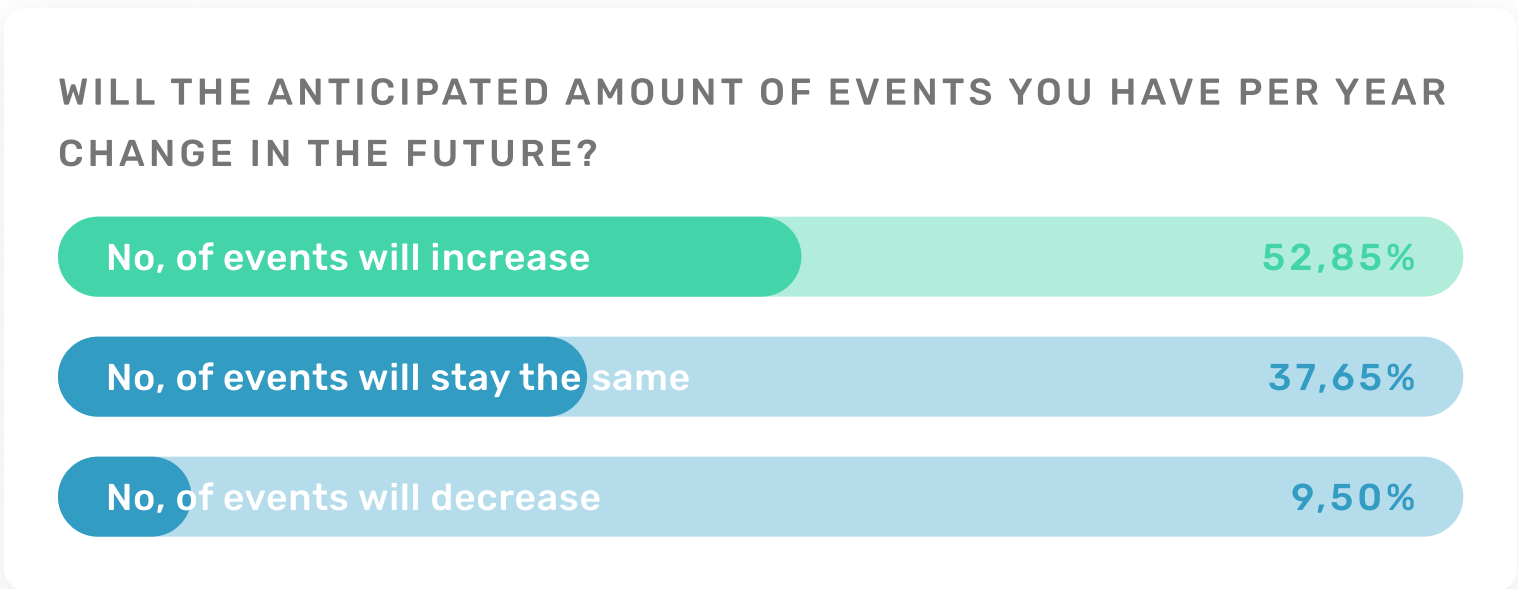 WILL THE ANTICIPATED AMOUNT OF EVENTS YOU HAVE PER YEAR
CHANGE IN THE FUTURE?
No, of events will increase 52,85%
No, of events will stay the same 37,65%
No, of events will decrease 9,50%